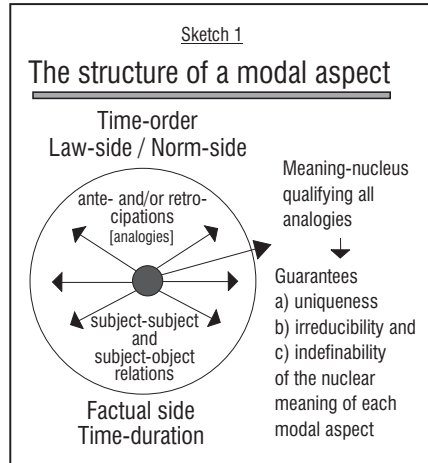 Sketch 1
The structure of a modal aspect
Time-order
Law-side / Norm-side
ante- and/or retro-
cipations
[analogies]
subject-subject
and
subject-object
relations
Factual side
Time-duration
Meaning-nucleus
qualifying all
analogies
Guarantees
a) uniqueness
b) irreducibility and
c) indefinability
of the nuclear
meaning of each
modal aspect